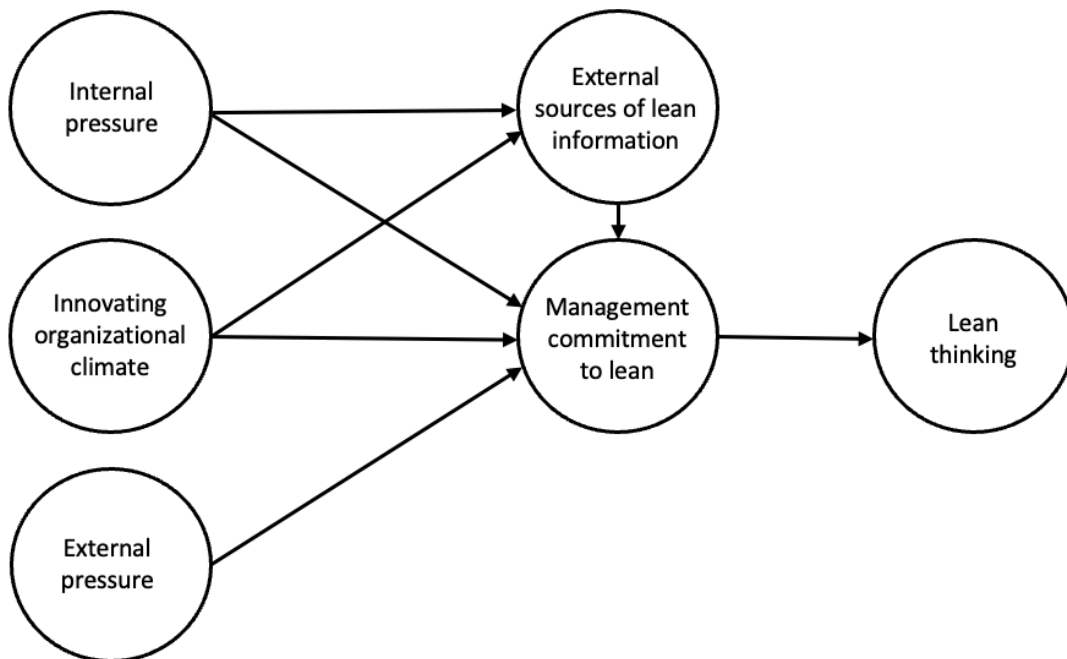 Internal
pressure
External
sources of lean
information
Innovating
organizational
climate
Management
commitment
to lean
Lean
thinking
External
pressure